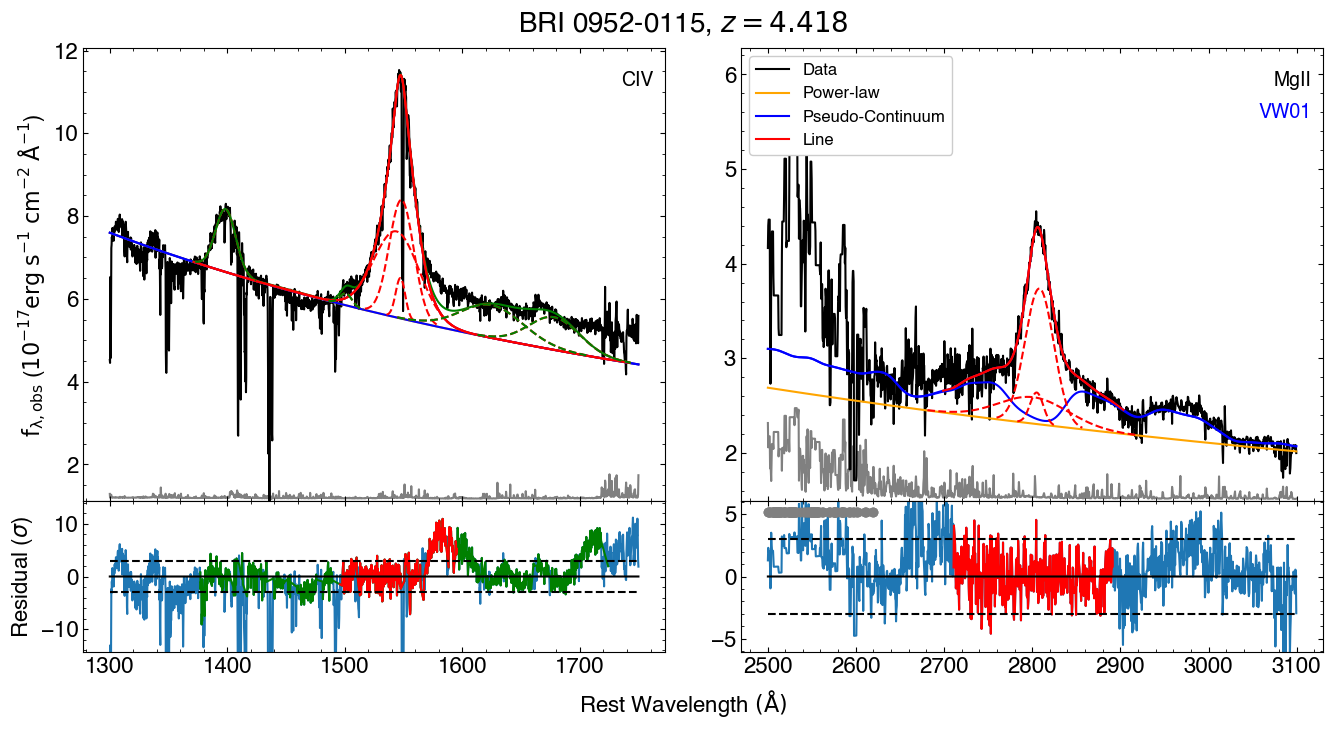 BRI 0952-0115, z = 4.418
CIV
f_λ,obs (10⁻¹⁷erg s⁻¹ cm⁻² Å⁻¹)
12
10
8
6
4
2
Residual (σ)
10
0
−10
1300 1400 1500 1600 1700
Data
Power-law
Pseudo-Continuum
Line
MgII
VW01
6
5
4
3
2
5
0
−5
2500 2600 2700 2800 2900 3000 3100
Rest Wavelength (Å)